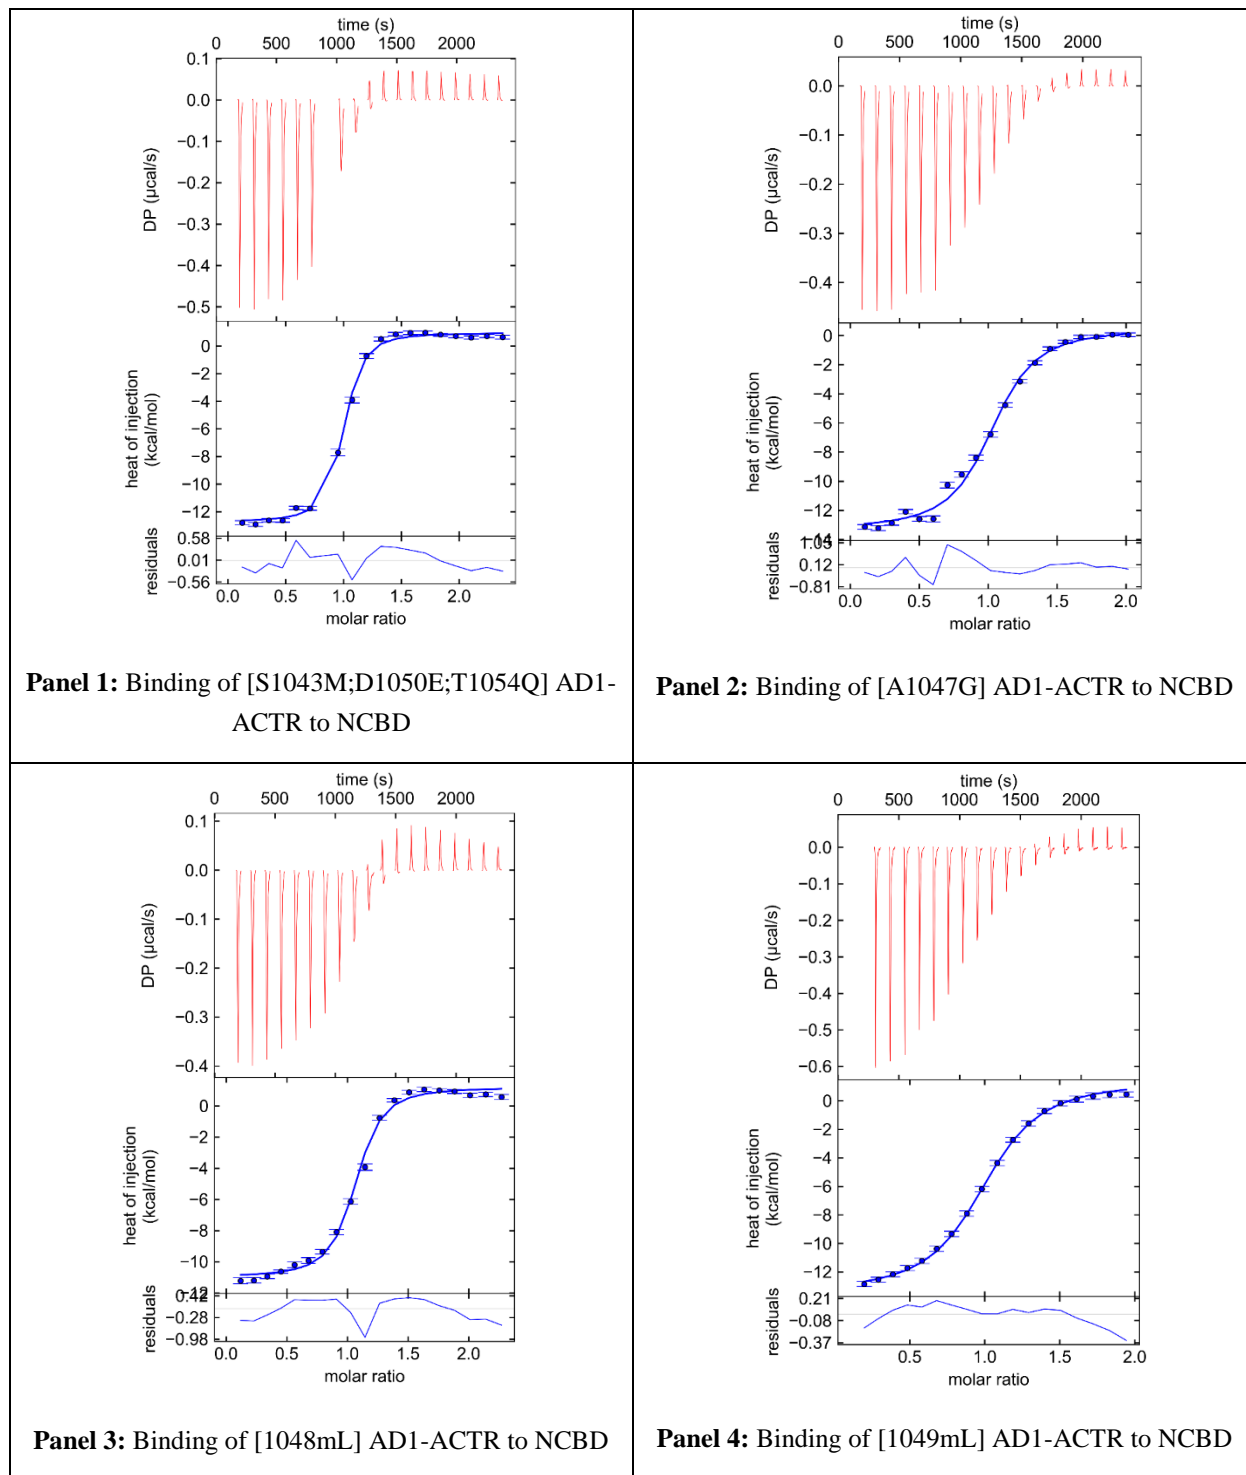 time (s)
0 500 1000 1500 2000
0.1
0.0
−0.1
−0.2
−0.3
−0.4
−0.5
DP (µcal/s)
0
−2
−4
−6
−8
−10
−12
heat of injection
(kcal/mol)
0.58
0.01
−0.56
residuals
0.0 0.5 1.0 1.5 2.0
molar ratio
Panel 1: Binding of [S1043M;D1050E;T1054Q] AD1-
ACTR to NCBD
time (s)
0 500 1000 1500 2000
0.0
−0.1
−0.2
−0.3
−0.4
DP (µcal/s)
0
−2
−4
−6
−8
−10
−12
−14
heat of injection
(kcal/mol)
1.05
0.12
−0.81
residuals
0.0 0.5 1.0 1.5 2.0
molar ratio
Panel 2: Binding of [A1047G] AD1-ACTR to NCBD
time (s)
0 500 1000 1500 2000
0.1
0.0
−0.1
−0.2
−0.3
−0.4
DP (µcal/s)
0
−2
−4
−6
−8
−10
−12
heat of injection
(kcal/mol)
0.42
−0.28
−0.98
residuals
0.0 0.5 1.0 1.5 2.0
molar ratio
Panel 3: Binding of [1048mL] AD1-ACTR to NCBD
time (s)
0 500 1000 1500 2000
0.0
−0.1
−0.2
−0.3
−0.4
−0.5
−0.6
DP (µcal/s)
0
−2
−4
−6
−8
−10
−12
heat of injection
(kcal/mol)
0.21
−0.08
−0.37
residuals
0.5 1.0 1.5 2.0
molar ratio
Panel 4: Binding of [1049mL] AD1-ACTR to NCBD